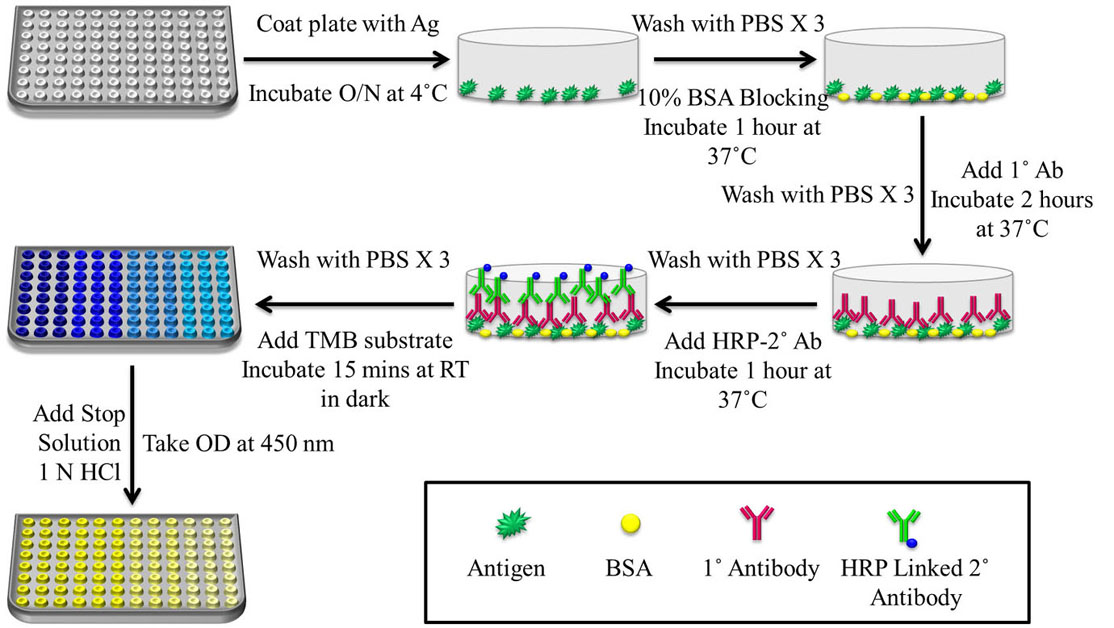 Coat plate with Ag
Incubate O/N at 4˚C
Wash with PBS X 3
10% BSA Blocking
Incubate 1 hour at
37˚C
Wash with PBS X 3
Add 1˚ Ab
Incubate 2 hours
at 37˚C
Wash with PBS X 3
Add HRP-2˚ Ab
Incubate 1 hour at
37˚C
Wash with PBS X 3
Add TMB substrate
Incubate 15 mins at RT
in dark
Add Stop
Solution
1 N HCl
Take OD at 450 nm
Antigen
BSA
1˚ Antibody
HRP Linked 2˚
Antibody